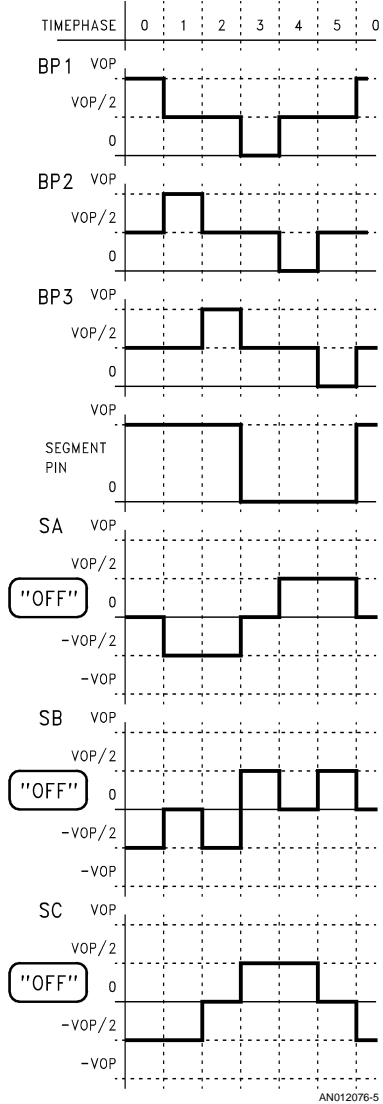 TIMEPHASE 0 1 2 3 4 5 0
BP1 VOP
VOP/2
0
BP2 VOP
VOP/2
0
BP3 VOP
VOP/2
0
VOP
SEGMENT
PIN
0
SA VOP
VOP/2
"OFF" 0
-VOP/2
-VOP
SB VOP
VOP/2
"OFF" 0
-VOP/2
-VOP
SC VOP
VOP/2
"OFF" 0
-VOP/2
-VOP
AN012076-5